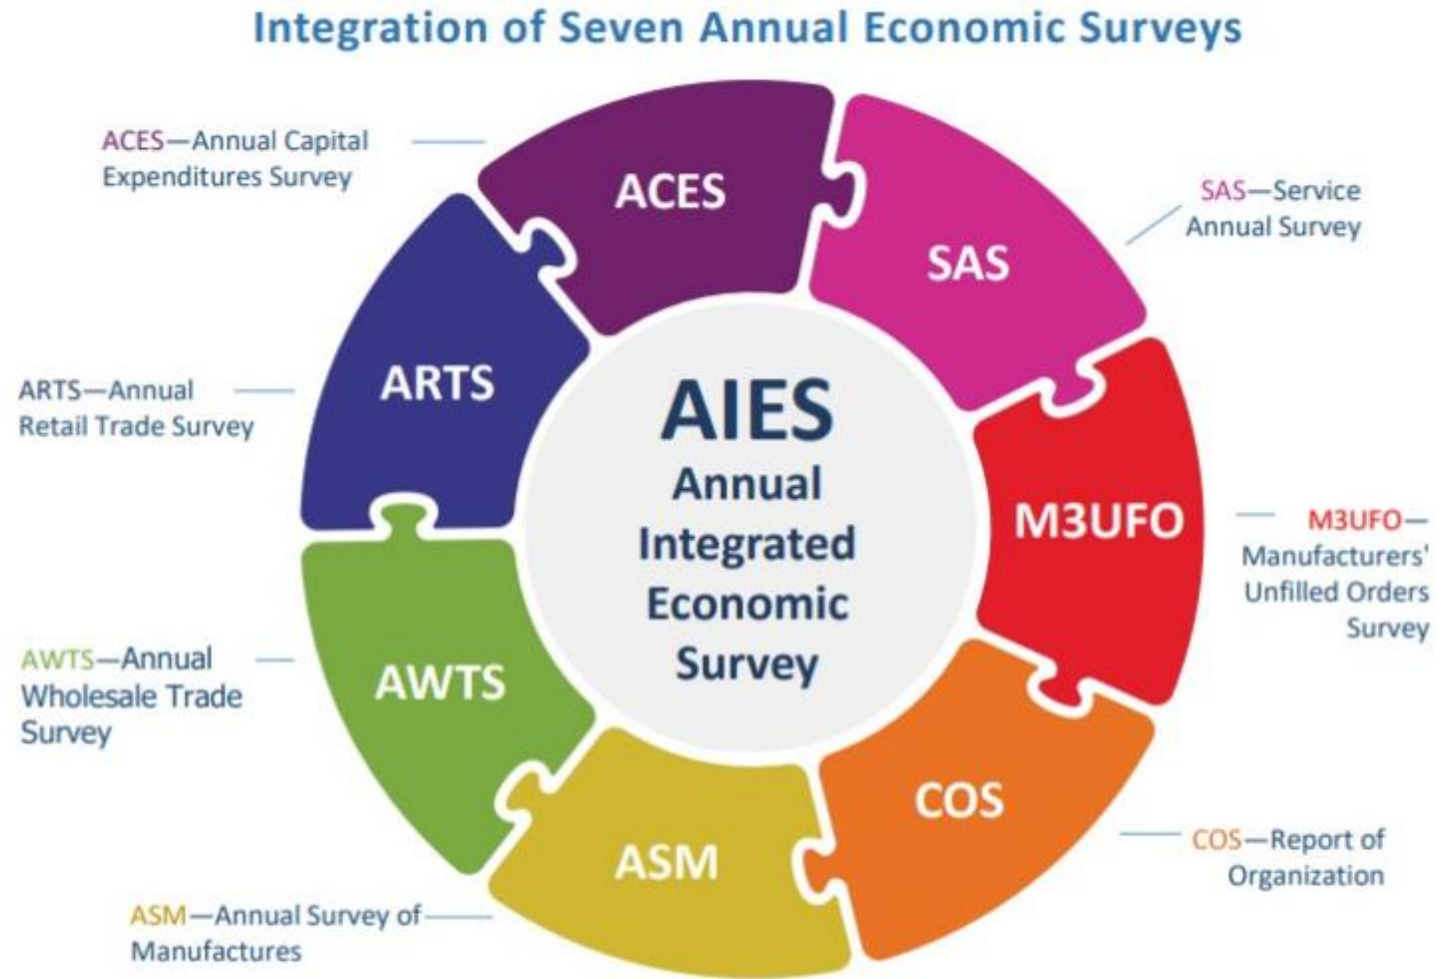 Integration of Seven Annual Economic Surveys
ACES—Annual Capital
Expenditures Survey
ACES
SAS
SAS—Service
Annual Survey
ARTS—Annual
Retail Trade Survey
ARTS
AIES
Annual
Integrated
Economic
Survey
M3UFO
M3UFO—
Manufacturers'
Unfilled Orders
Survey
AWTS—Annual
Wholesale Trade
Survey
AWTS
COS
COS—Report of
Organization
ASM
ASM—Annual Survey of
Manufactures